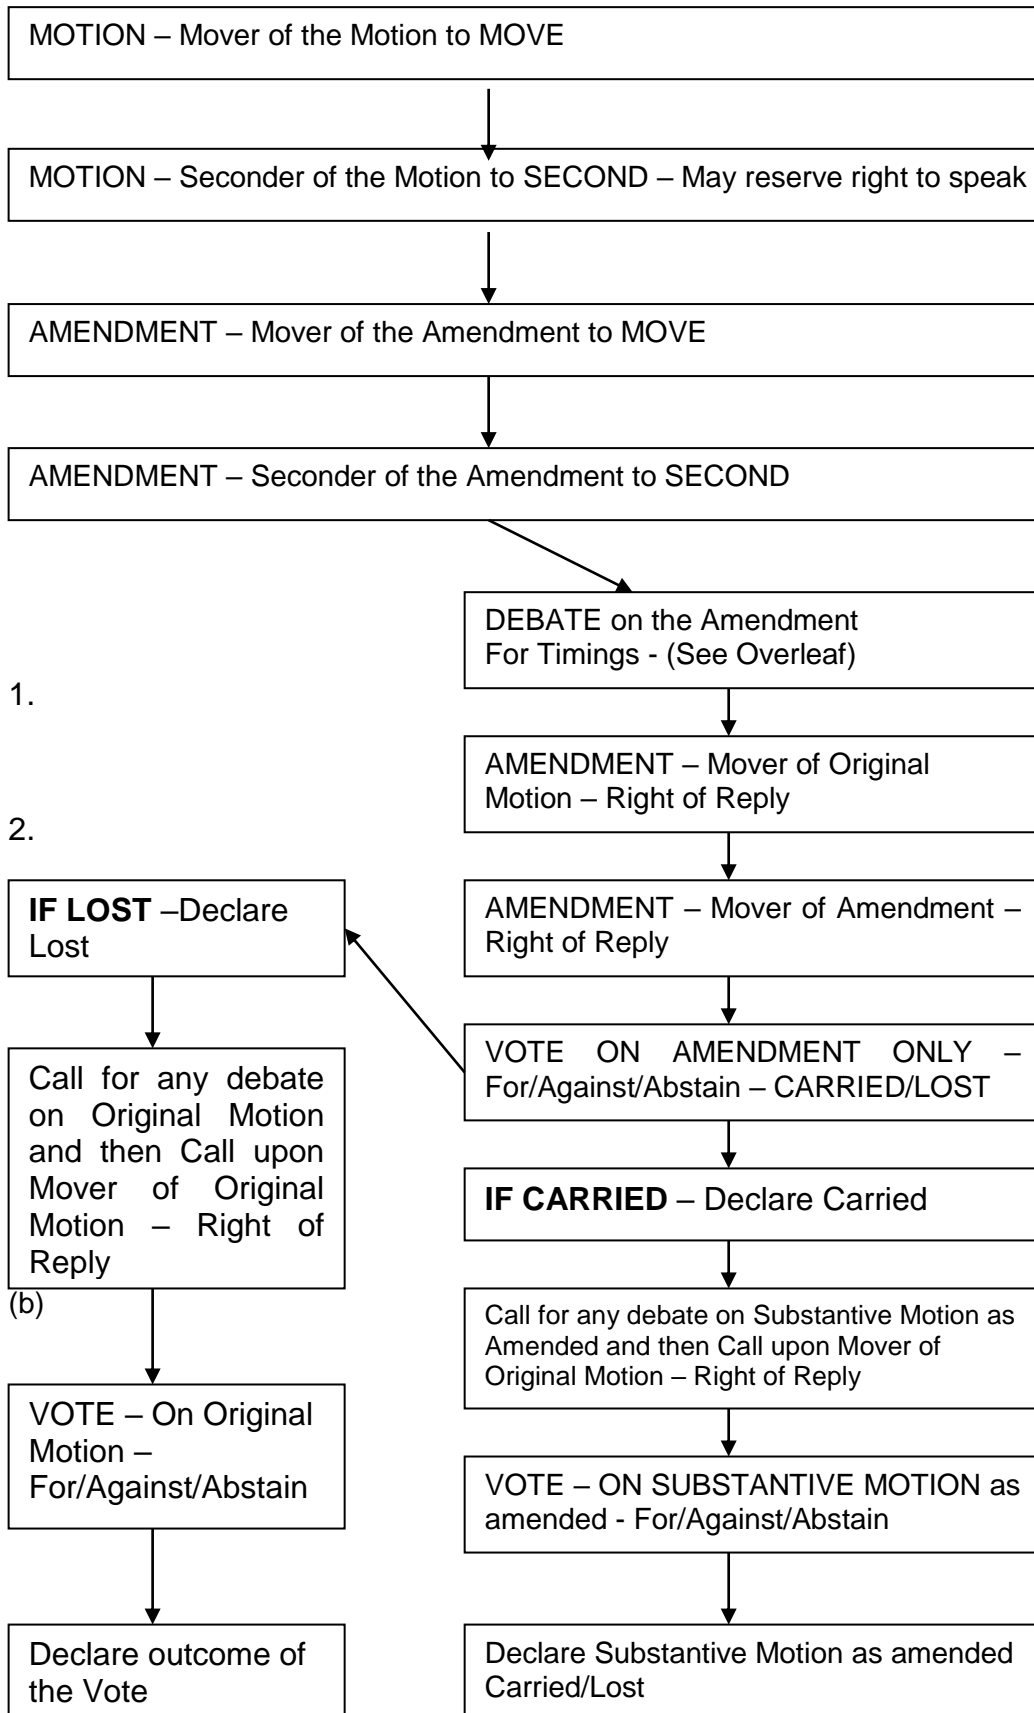 MOTION – Mover of the Motion to MOVE
MOTION – Seconder of the Motion to SECOND – May reserve right to speak
AMENDMENT – Mover of the Amendment to MOVE
AMENDMENT – Seconder of the Amendment to SECOND
DEBATE on the Amendment
For Timings - (See Overleaf)
1.
AMENDMENT – Mover of Original
Motion – Right of Reply
2.
AMENDMENT – Mover of Amendment –
Right of Reply
VOTE ON AMENDMENT ONLY –
For/Against/Abstain – CARRIED/LOST
IF LOST –Declare
Lost
Call for any debate
on Original Motion
and then Call upon
Mover of Original
Motion – Right of
Reply
(b)
VOTE – On Original
Motion –
For/Against/Abstain
Declare outcome of
the Vote
IF CARRIED – Declare Carried
Call for any debate on Substantive Motion as
Amended and then Call upon Mover of
Original Motion – Right of Reply
VOTE – ON SUBSTANTIVE MOTION as
amended - For/Against/Abstain
Declare Substantive Motion as amended
Carried/Lost